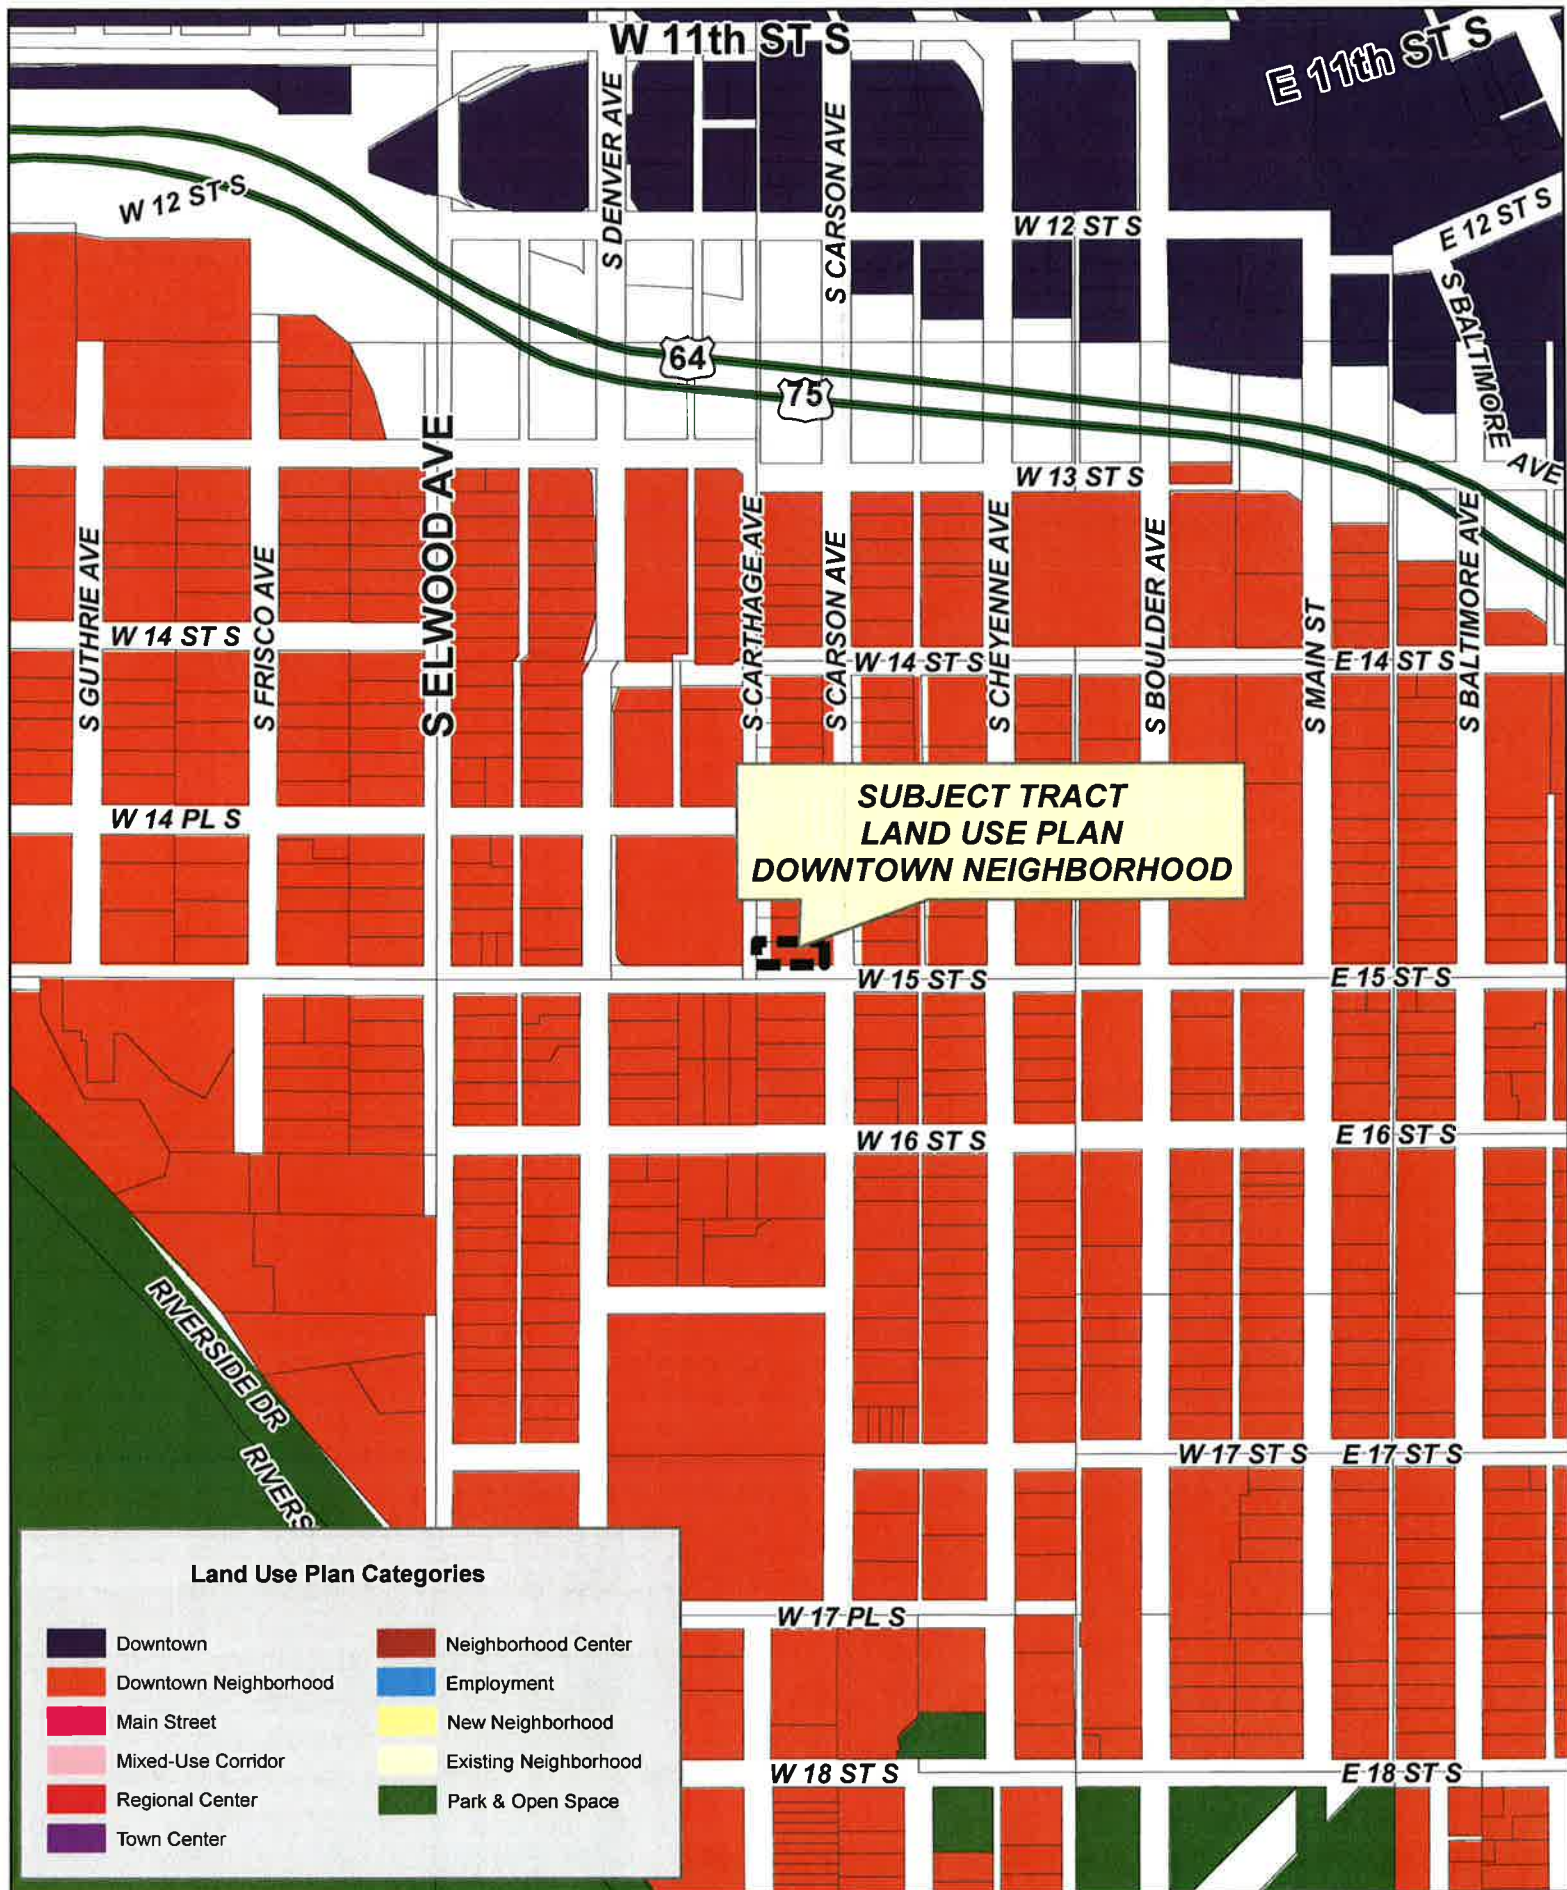 W 11th ST S
E 11th ST S
S DENVER AVE
S CARSON AVE
W 12 ST S
W 12 ST S
E 12 ST S
S BALTIMORE AVE
64
75
W 13 ST S
S ELWOOD AVE
S GUTHRIE AVE
S FRISCO AVE
S CARTHAGE AVE
S CARSON AVE
S CHEYENNE AVE
S BOULDER AVE
S MAIN ST
S BALTIMORE AVE
W 14 ST S
W 14 ST S
E 14 ST S
W 14 PL S
SUBJECT TRACT
LAND USE PLAN
DOWNTOWN NEIGHBORHOOD
W 15 ST S
E 15 ST S
W 16 ST S
E 16 ST S
RIVERSIDE DR
RIVERS
W 17 ST S
E 17 ST S
W 17 PL S
W 18 ST S
E 18 ST S
Land Use Plan Categories
Downtown
Downtown Neighborhood
Main Street
Mixed-Use Corridor
Regional Center
Town Center
Neighborhood Center
Employment
New Neighborhood
Existing Neighborhood
Park & Open Space